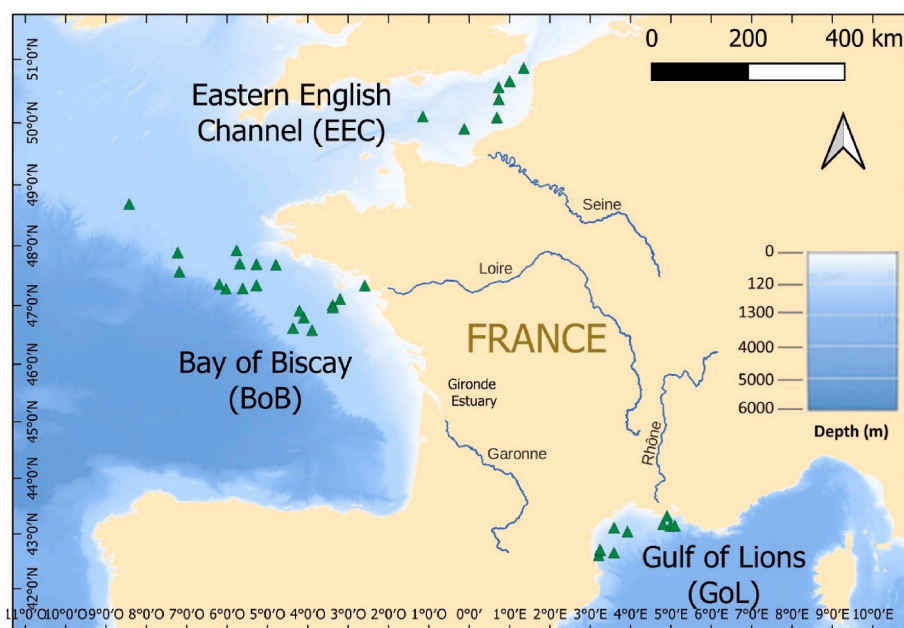 0 200 400 km
Eastern English
Channel (EEC)
Seine
Loire
FRANCE
Bay of Biscay
(BoB)
Gironde
Estuary
Garonne
Rhône
Gulf of Lions
(GoL)
0
120
1300
4000
5000
6000
Depth (m)
51°0'N
50°0'N
49°0'N
48°0'N
47°0'N
46°0'N
45°0'N
44°0'N
43°0'N
42°0'N
11°0'O 10°0'O 9°0'O 8°0'O 7°0'O 6°0'O 5°0'O 4°0'O 3°0'O 2°0'O 1°0'O 0°0' 1°0'E 2°0'E 3°0'E 4°0'E 5°0'E 6°0'E 7°0'E 8°0'E 9°0'E 10°0'E